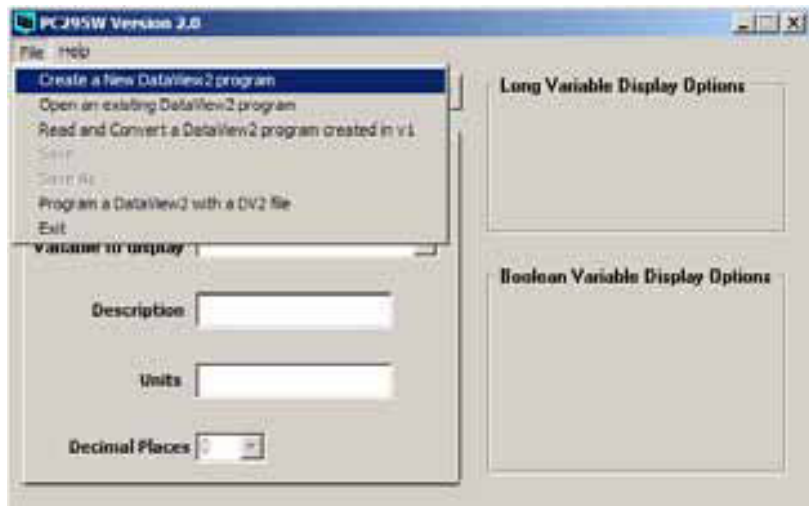 PC295W Version 2.0
File Help
Create a New DataView2 program
Open an existing DataView2 program
Read and Convert a DataView2 program created in v1
Save
Save As
Program a DataView2 with a DV2 file
Exit
Variable to display
Description
Units
Decimal Places 0
Long Variable Display Options
Boolean Variable Display Options